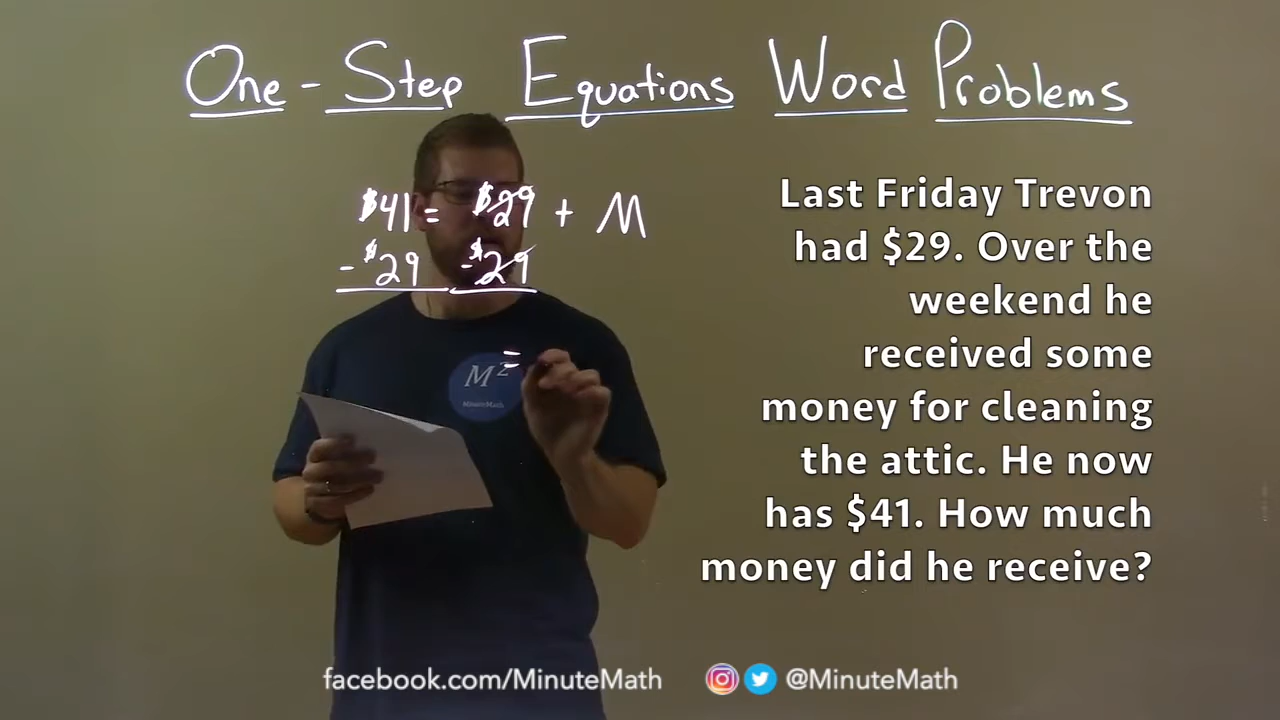 One-Step Equations Word Problems
$41 = $29 + M
-$29 -$29
=
M²
MinuteMath
Last Friday Trevon
had $29. Over the
weekend he
received some
money for cleaning
the attic. He now
has $41. How much
money did he receive?
facebook.com/MinuteMath @MinuteMath